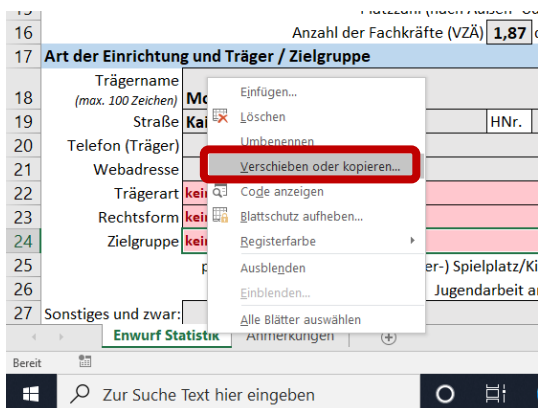 16 Anzahl der Fachkräfte (VZÄ) 1,87
17 Art der Einrichtung und Träger / Zielgruppe
Trägername
18 (max. 100 Zeichen)
19 Straße HNr.
20 Telefon (Träger)
21 Webadresse
22 Trägerart
23 Rechtsform
24 Zielgruppe
25 Spielplatz
26 Jugendarbeit
27 Sonstiges und zwar:
Einfügen...
Löschen
Umbenennen
Verschieben oder kopieren...
Code anzeigen
Blattschutz aufheben...
Registerfarbe
Ausblenden
Einblenden...
Alle Blätter auswählen
Enwurf Statistik Anmerkungen
Bereit
Zur Suche Text hier eingeben